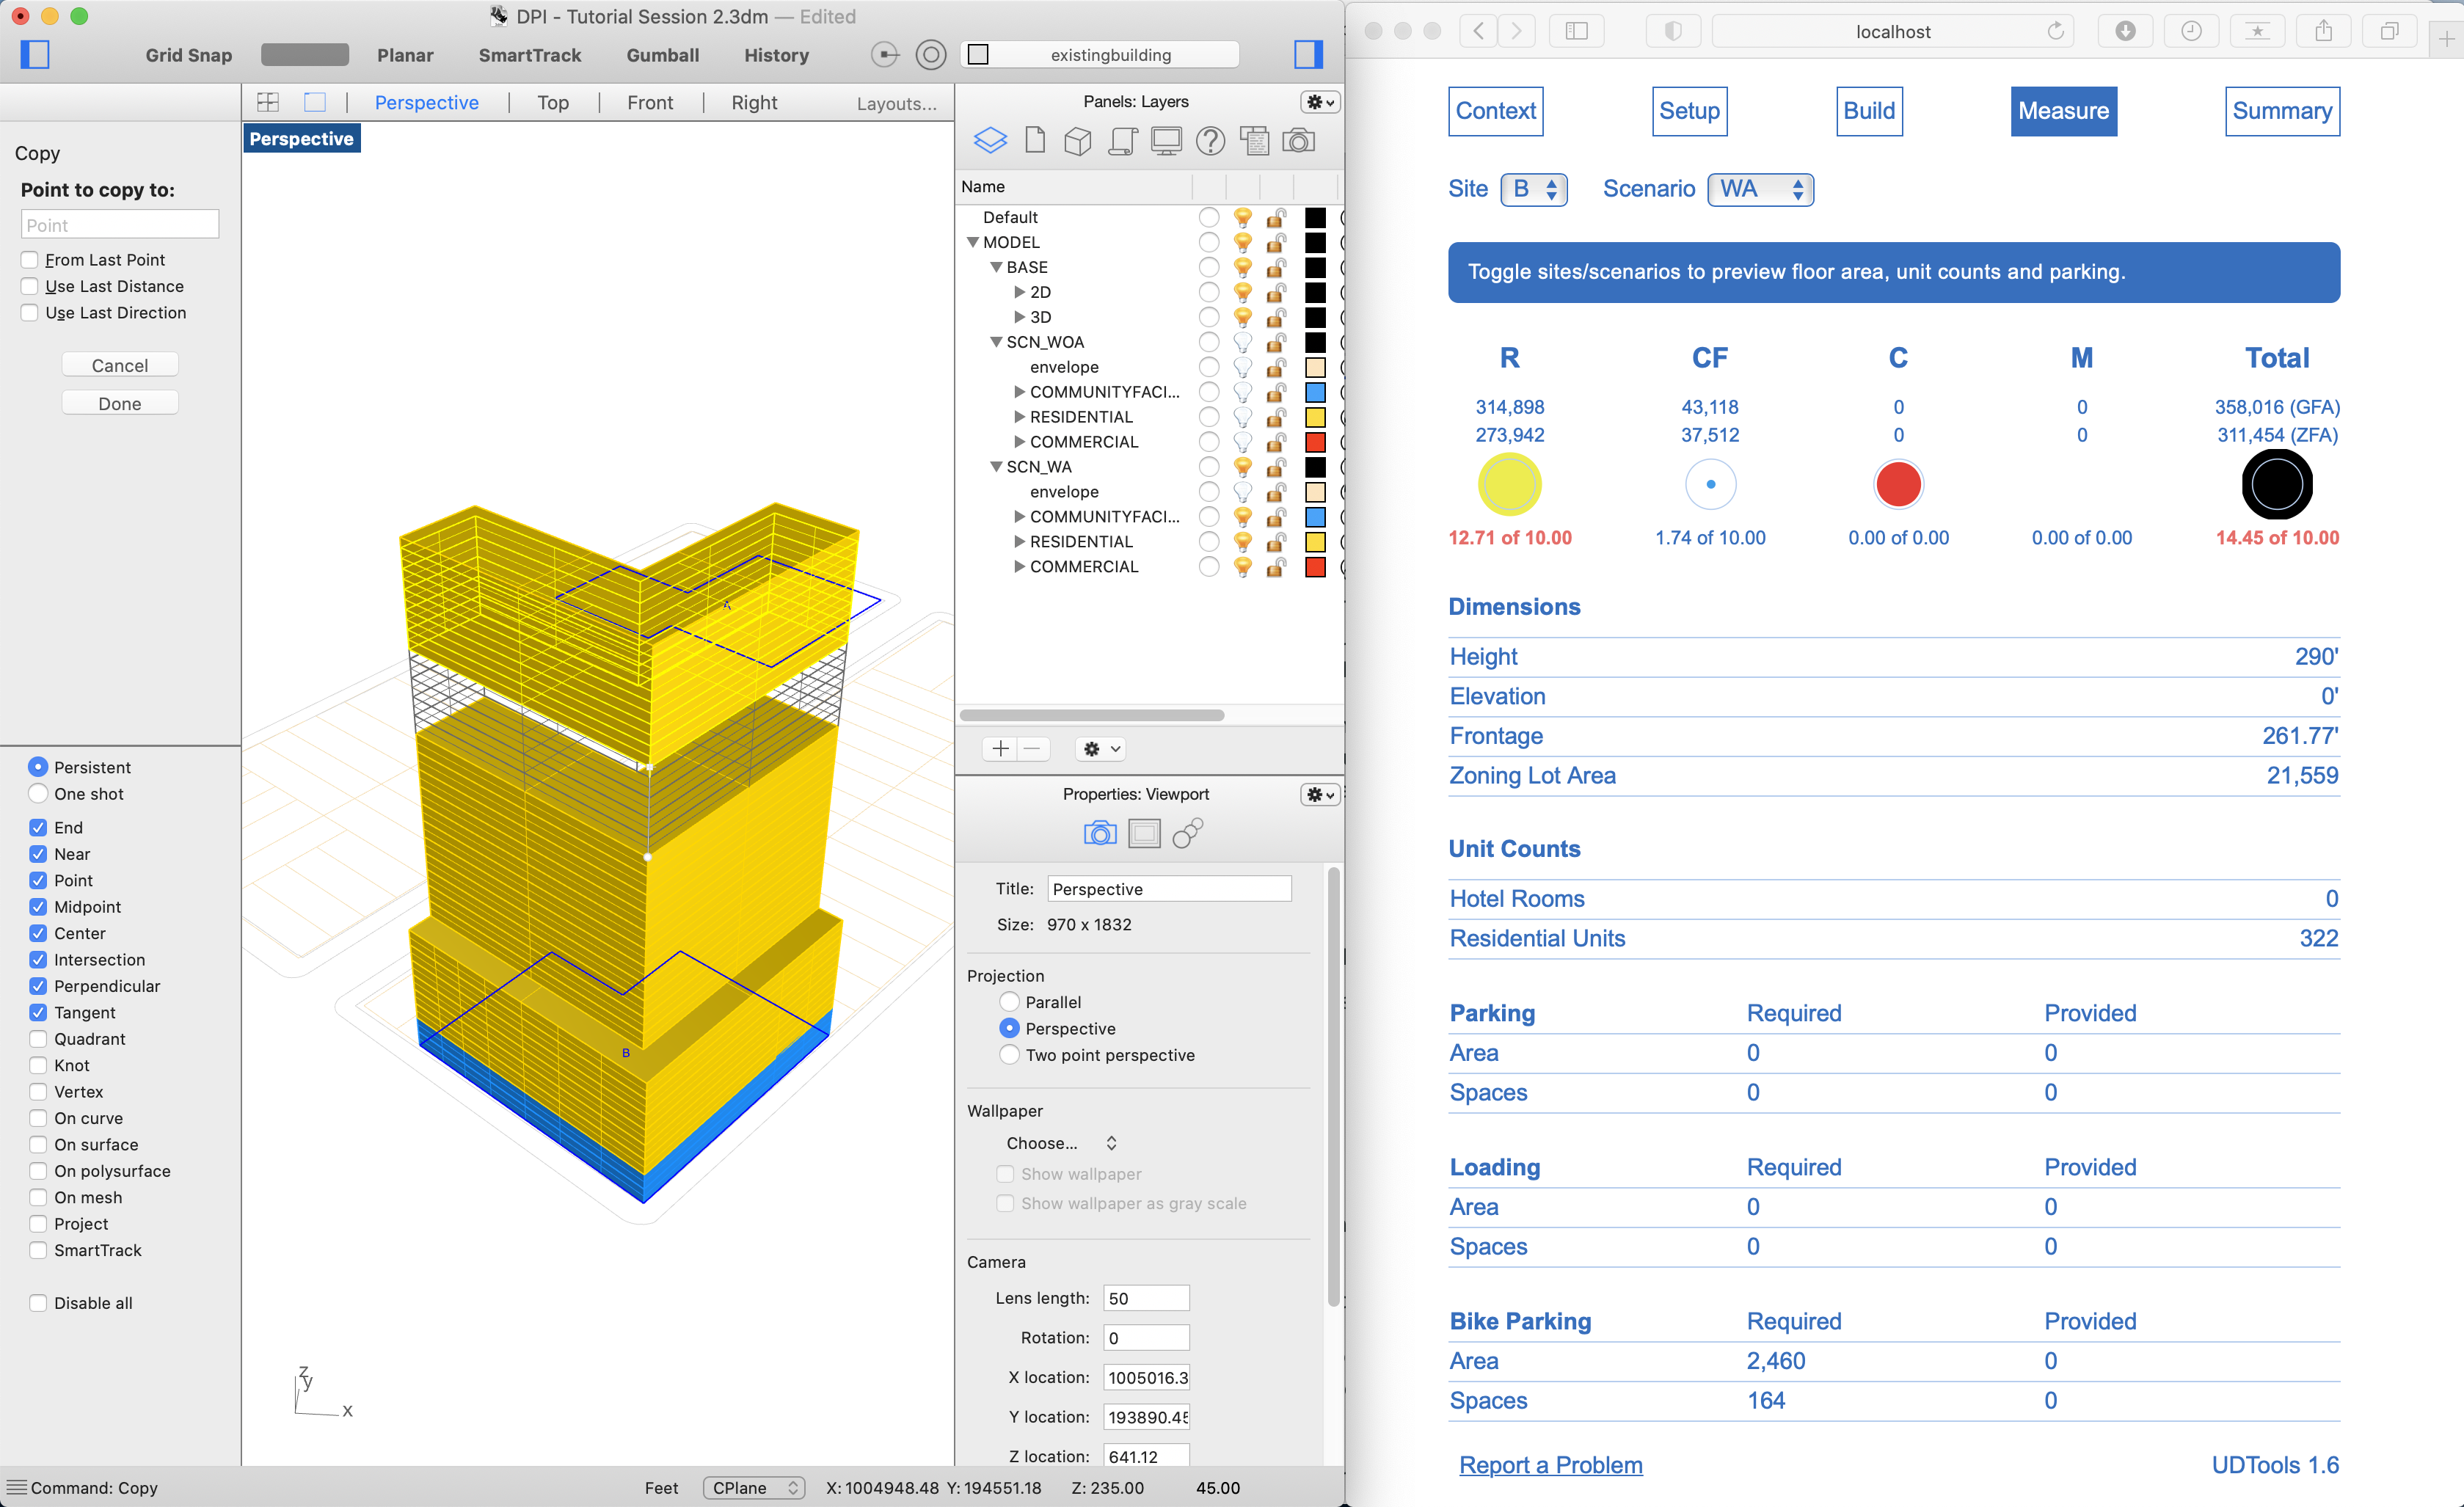 DPI - Tutorial Session 2.3dm — Edited
Grid Snap
Planar
SmartTrack
Gumball
History
existingbuilding
Perspective
Top
Front
Right
Layouts...
Copy
Point to copy to:
Point
From Last Point
Use Last Distance
Use Last Direction
Cancel
Done
Persistent
One shot
End
Near
Point
Midpoint
Center
Intersection
Perpendicular
Tangent
Quadrant
Knot
Vertex
On curve
On surface
On polysurface
On mesh
Project
SmartTrack
Disable all
Perspective
A
B
z
y
x
Panels: Layers
Name
Default
MODEL
BASE
2D
3D
SCN_WOA
envelope
COMMUNITYFACI...
RESIDENTIAL
COMMERCIAL
SCN_WA
envelope
COMMUNITYFACI...
RESIDENTIAL
COMMERCIAL
Properties: Viewport
Title: Perspective
Size: 970 x 1832
Projection
Parallel
Perspective
Two point perspective
Wallpaper
Choose...
Show wallpaper
Show wallpaper as gray scale
Camera
Lens length: 50
Rotation: 0
X location: 1005016.3
Y location: 193890.45
Z location: 641.12
Command: Copy
Feet CPlane X: 1004948.48 Y: 194551.18 Z: 235.00 45.00
localhost
Context Setup Build Measure Summary
Site B Scenario WA
Toggle sites/scenarios to preview floor area, unit counts and parking.
R CF C M Total
314,898 43,118 0 0 358,016 (GFA)
273,942 37,512 0 0 311,454 (ZFA)
12.71 of 10.00 1.74 of 10.00 0.00 of 0.00 0.00 of 0.00 14.45 of 10.00
Dimensions
Height 290'
Elevation 0'
Frontage 261.77'
Zoning Lot Area 21,559
Unit Counts
Hotel Rooms 0
Residential Units 322
Parking Required Provided
Area 0 0
Spaces 0 0
Loading Required Provided
Area 0 0
Spaces 0 0
Bike Parking Required Provided
Area 2,460 0
Spaces 164 0
Report a Problem UDTools 1.6